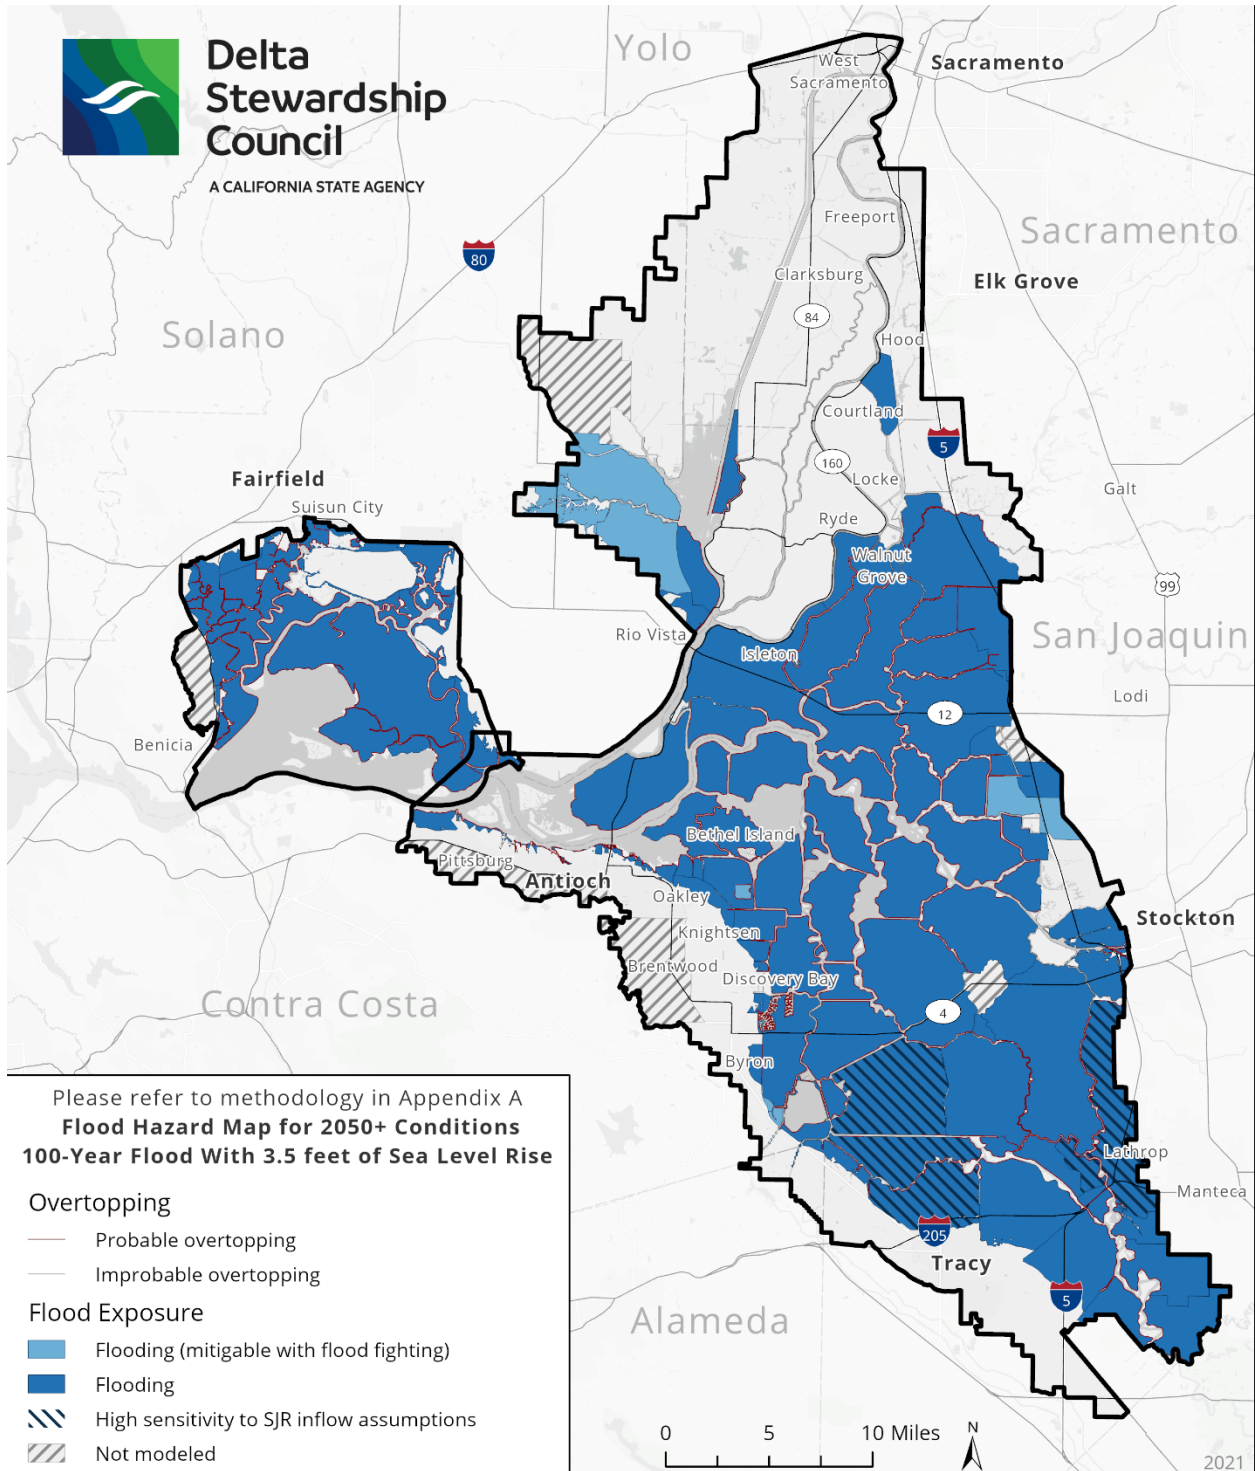 Delta
Stewardship
Council
A CALIFORNIA STATE AGENCY
Yolo
West
Sacramento
Sacramento
Freeport
Sacramento
80
Clarksburg
Elk Grove
84
Solano
Hood
Courtland
5
160
Fairfield
Locke
Galt
Suisun City
Ryde
Walnut
Grove
99
Rio Vista
San Joaquin
Isleton
Lodi
12
Benicia
Bethel Island
Pittsburg
Antioch
Oakley
Stockton
Knightsen
Brentwood
Discovery Bay
Contra Costa
4
Byron
Lathrop
Manteca
205
Tracy
5
Alameda
Please refer to methodology in Appendix A
Flood Hazard Map for 2050+ Conditions
100-Year Flood With 3.5 feet of Sea Level Rise
Overtopping
Probable overtopping
Improbable overtopping
Flood Exposure
Flooding (mitigable with flood fighting)
Flooding
High sensitivity to SJR inflow assumptions
Not modeled
0 5 10 Miles
N
2021